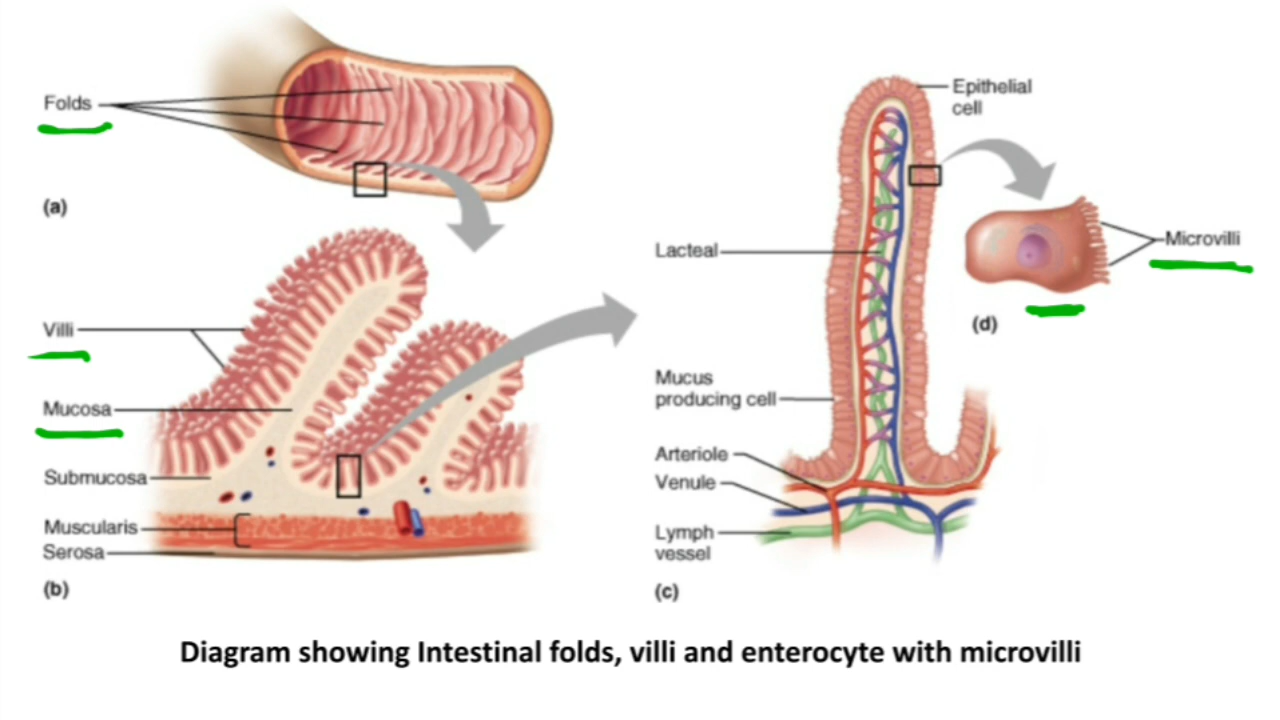 Folds
(a)
Villi
Mucosa
Submucosa
Muscularis
Serosa
(b)
Epithelial
cell
Lacteal
Microvilli
(d)
Mucus
producing cell
Arteriole
Venule
Lymph
vessel
(c)
Diagram showing Intestinal folds, villi and enterocyte with microvilli